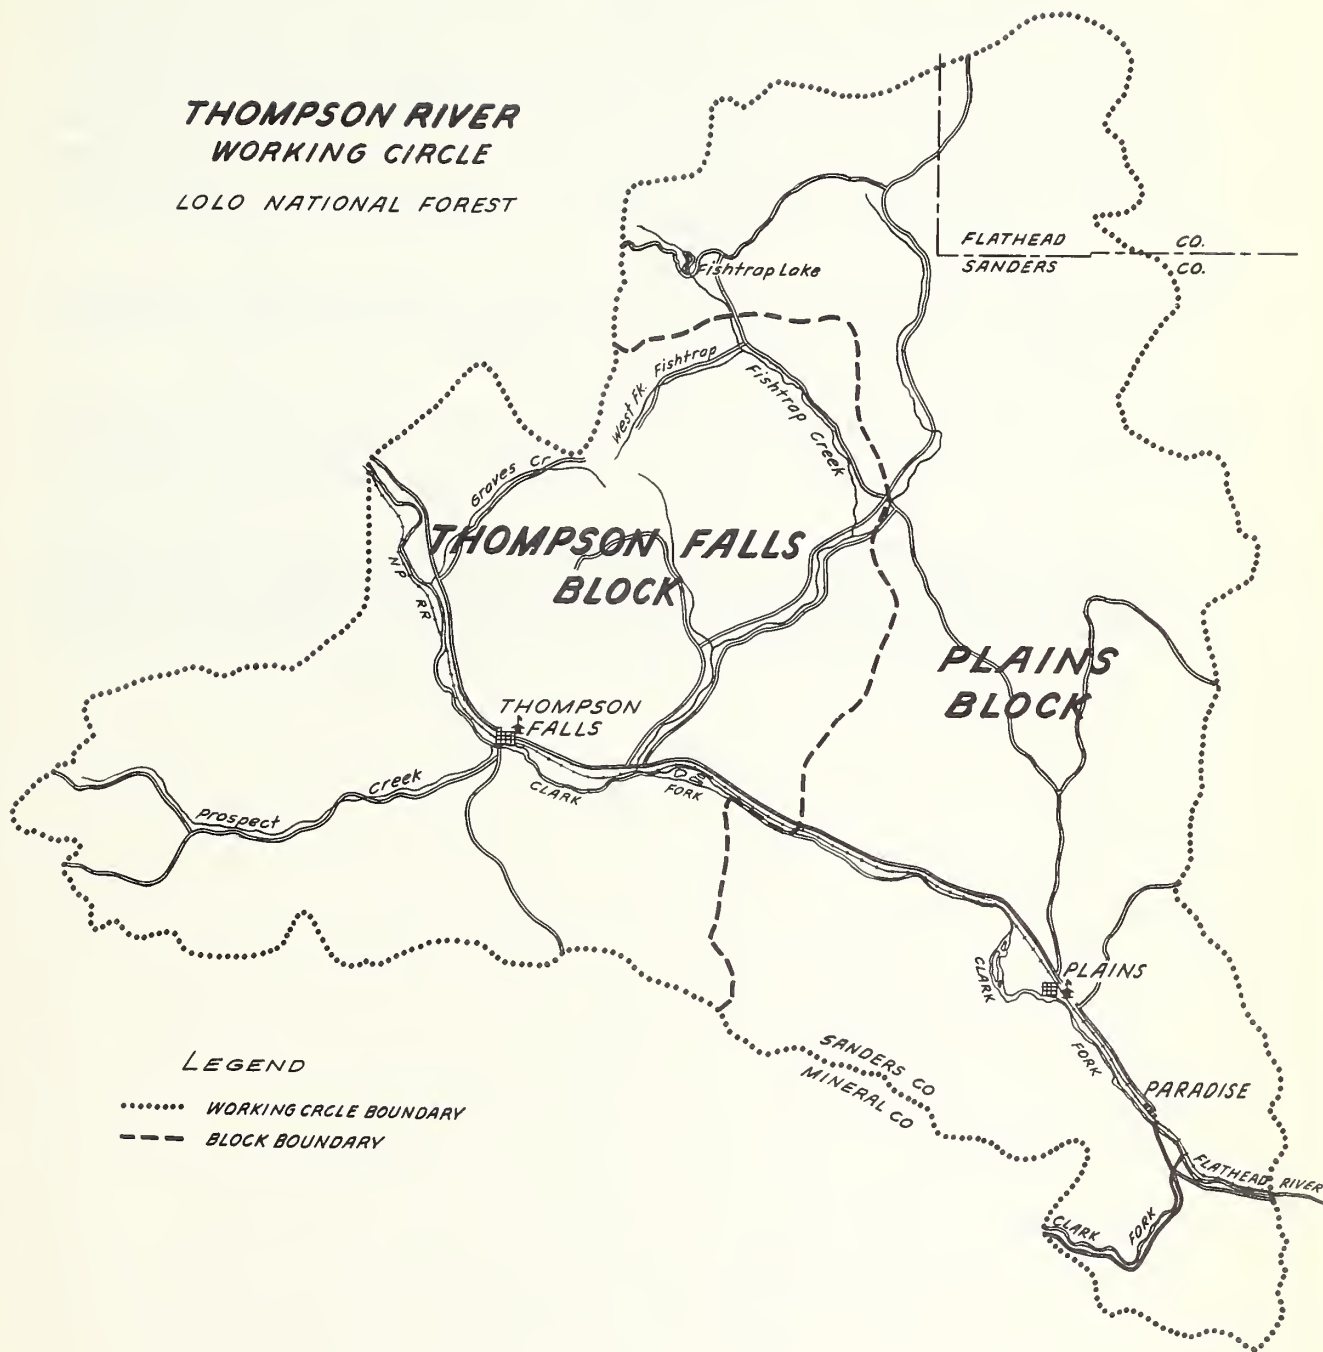 THOMPSON RIVER
WORKING CIRCLE
LOLO NATIONAL FOREST
FLATHEAD CO.
SANDERS CO.
Fishtrap Lake
West Fk. Fishtrap
Fishtrap Creek
Graves Cr.
THOMPSON FALLS
BLOCK
NP RR
PLAINS
BLOCK
THOMPSON
FALLS
CLARK FORK
Prospect Creek
CLARK FORK
PLAINS
SANDERS CO
MINERAL CO
PARADISE
FLATHEAD RIVER
CLARK FORK
LEGEND
WORKING CRCLE BOUNDARY
BLOCK BOUNDARY